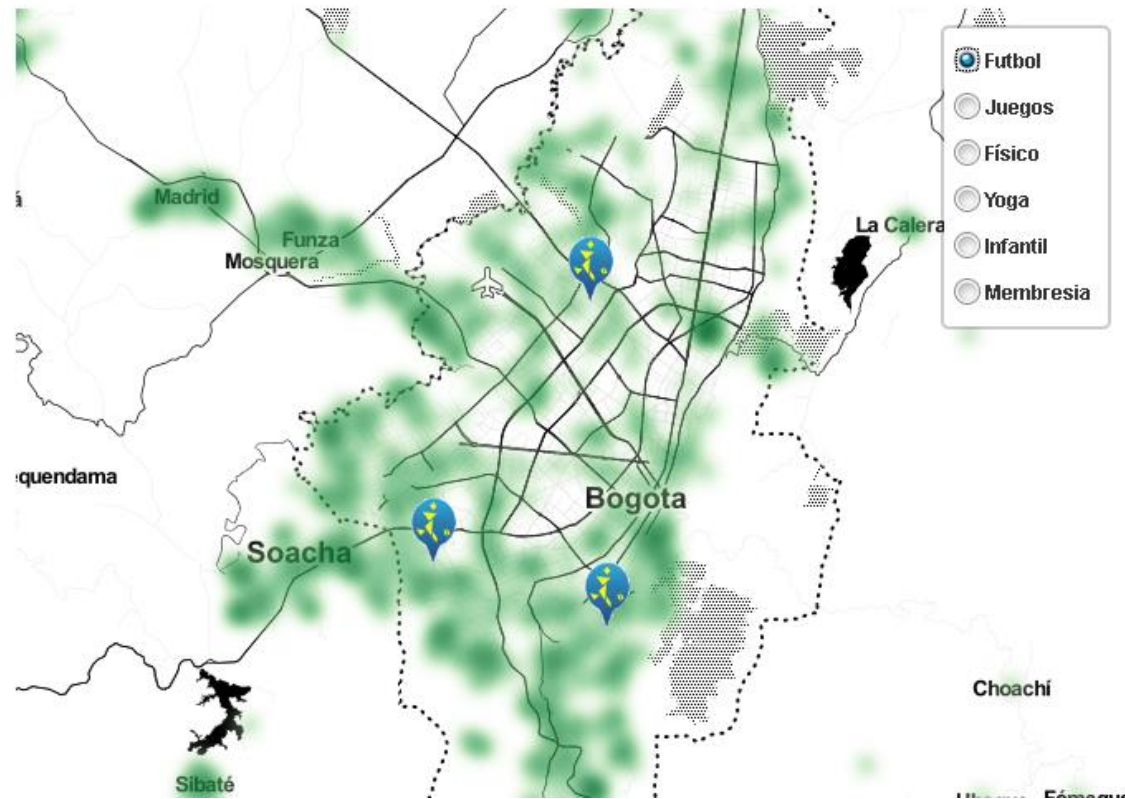 Futbol
Juegos
Físico
Yoga
Infantil
Membresia
Madrid
Funza
Mosquera
La Calera
equendama
Bogota
Soacha
Choachí
Sibaté